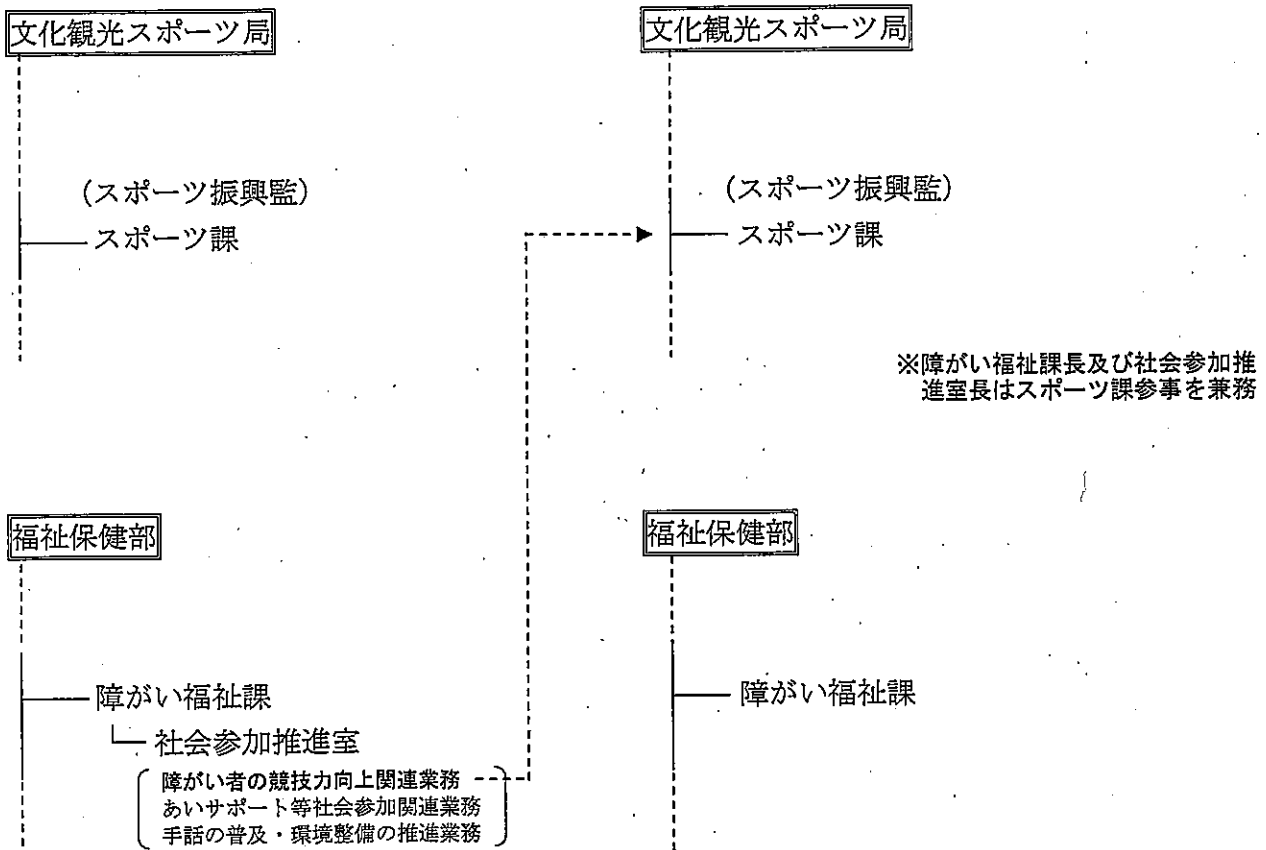 文化観光スポーツ局
(スポーツ振興監)
スポーツ課
福祉保健部
障がい福祉課
社会参加推進室
障がい者の競技力向上関連業務
あいサポート等社会参加関連業務
手話の普及・環境整備の推進業務
文化観光スポーツ局
(スポーツ振興監)
スポーツ課
※障がい福祉課長及び社会参加推
進室長はスポーツ課参事を兼務
福祉保健部
障がい福祉課